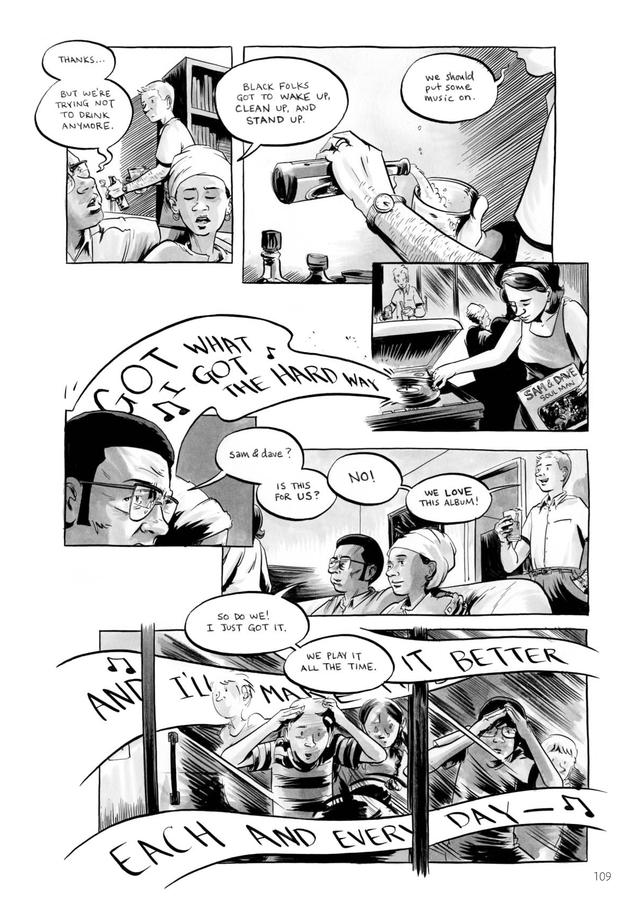 THANKS...
BUT WE'RE
TRYING NOT
TO DRINK
ANYMORE.
BLACK FOLKS
GOT TO WAKE UP,
CLEAN UP, AND
STAND UP.
we should
put some
music on.
SAM & DAVE
SOUL MAN
GOT WHAT
I GOT
THE HARD WAY
Sam & dave?
IS THIS
FOR US?
NO!
WE LOVE
THIS ALBUM!
SO DO WE!
I JUST GOT IT.
WE PLAY IT
ALL THE TIME.
AND I'LL MAKE IT BETTER
EACH AND EVERY DAY—
109